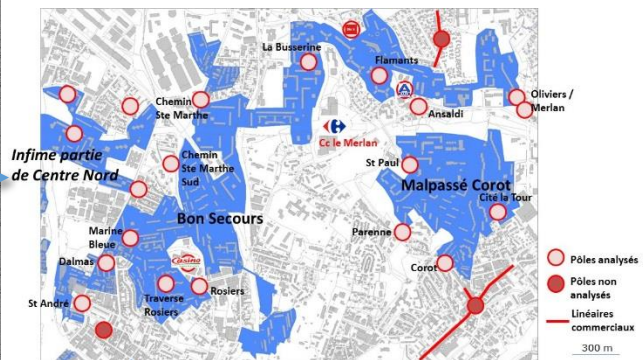 La Busserine
Flamants
Oliviers /
Merlan
Chemin
Ste Marthe
Ansaldi
Cc le Merlan
Infime partie
de Centre Nord
Chemin
Ste Marthe
Sud
St Paul
Malpassé Corot
Cité la Tour
Bon Secours
Marine
Bleue
Parenne
Dalmas
Casino
Corot
St André
Traverse
Rosiers
Rosiers
Pôles analysés
Pôles non
analysés
Linéaires
commerciaux
300 m